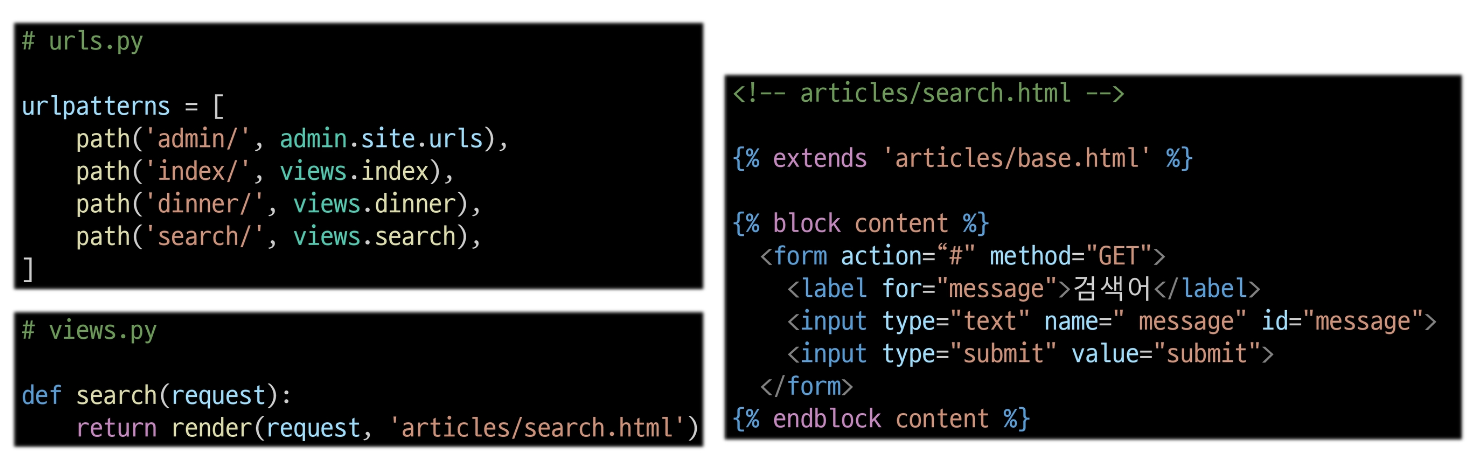 # urls.py
urlpatterns = [
    path('admin/', admin.site.urls),
    path('index/', views.index),
    path('dinner/', views.dinner),
    path('search/', views.search),
]
# views.py
def search(request):
    return render(request, 'articles/search.html')
<!-- articles/search.html -->
{% extends 'articles/base.html' %}
{% block content %}
  <form action=“#" method="GET">
    <label for="message">검색어</label>
    <input type="text" name=" message" id="message">
    <input type="submit" value="submit">
  </form>
{% endblock content %}